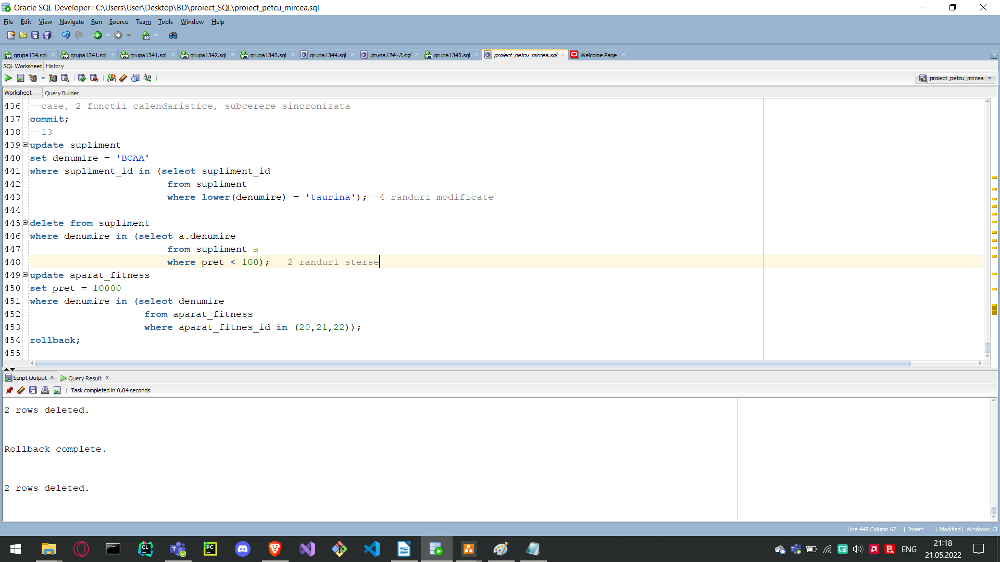 Oracle SQL Developer : C:\Users\User\Desktop\BD\proiect_SQL\proiect_petcu_mircea.sql
File Edit View Navigate Run Source Team Tools Window Help
grupa134.sql grupa1341.sql grupa1341.sql grupa1342.sql grupa1343.sql grupa1344.sql grupa134~2.sql grupa1345.sql proiect_petcu_mircea.sql Welcome Page
SQL Worksheet History
proiect_petcu_mircea
Worksheet Query Builder
436 --case, 2 functii calendaristice, subcerere sincronizata
437 commit;
438 --13
439 update supliment
440 set denumire = 'BCAA'
441 where supliment_id in (select supliment_id
442 from supliment
443 where lower(denumire) = 'taurina');--4 randuri modificate
444
445 delete from supliment
446 where denumire in (select a.denumire
447 from supliment a
448 where pret < 100);-- 2 randuri sterse
449 update aparat_fitness
450 set pret = 10000
451 where denumire in (select denumire
452 from aparat_fitness
453 where aparat_fitnes_id in (20,21,22));
454 rollback;
455
Script Output Query Result
Task completed in 0,04 seconds
2 rows deleted.
Rollback complete.
2 rows deleted.
Line 448 Column 62 | Insert | Modified | Windows:
ENG
21:18
21.05.2022